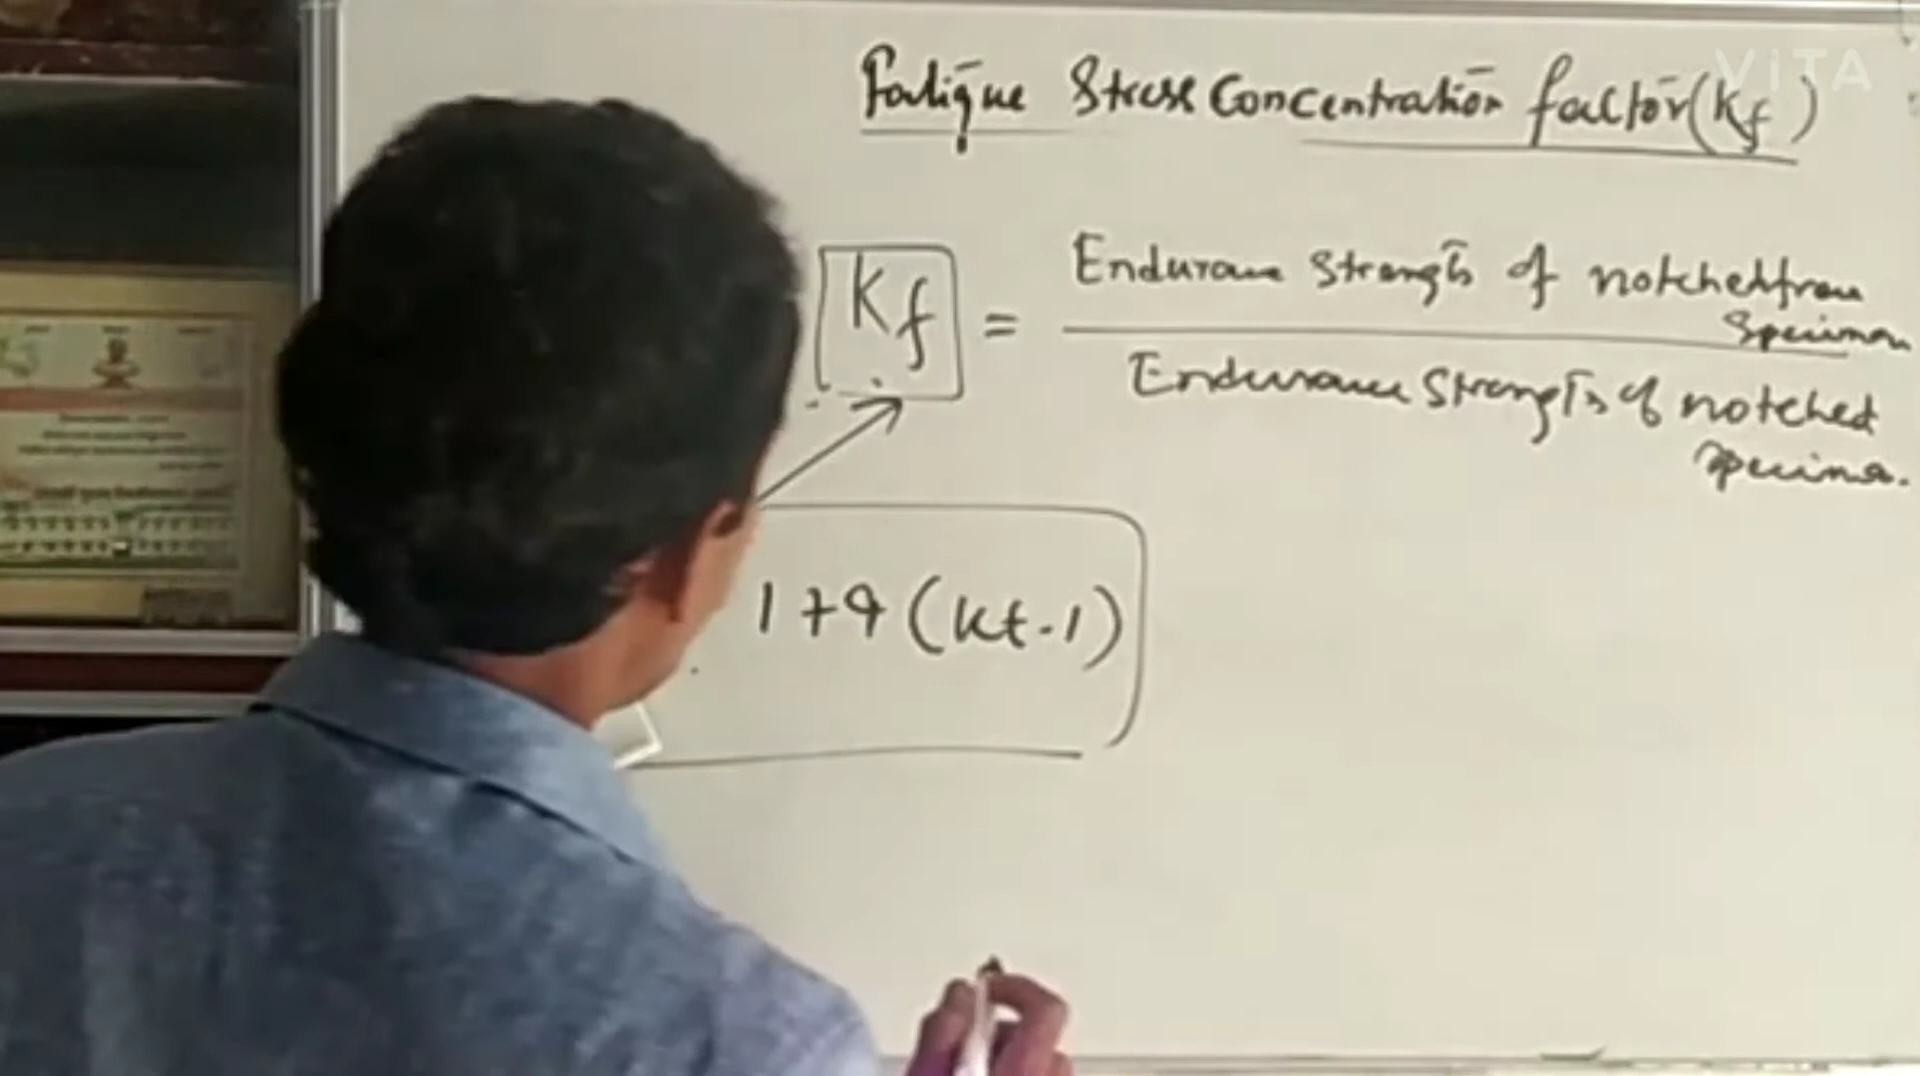 VITA
Fatigue Stress Concentration factor (Kf)
Kf =
Endurance Strength of notchedfree
Specimen
Endurance Strength of notched
Specimen.
1+q (Kt-1)